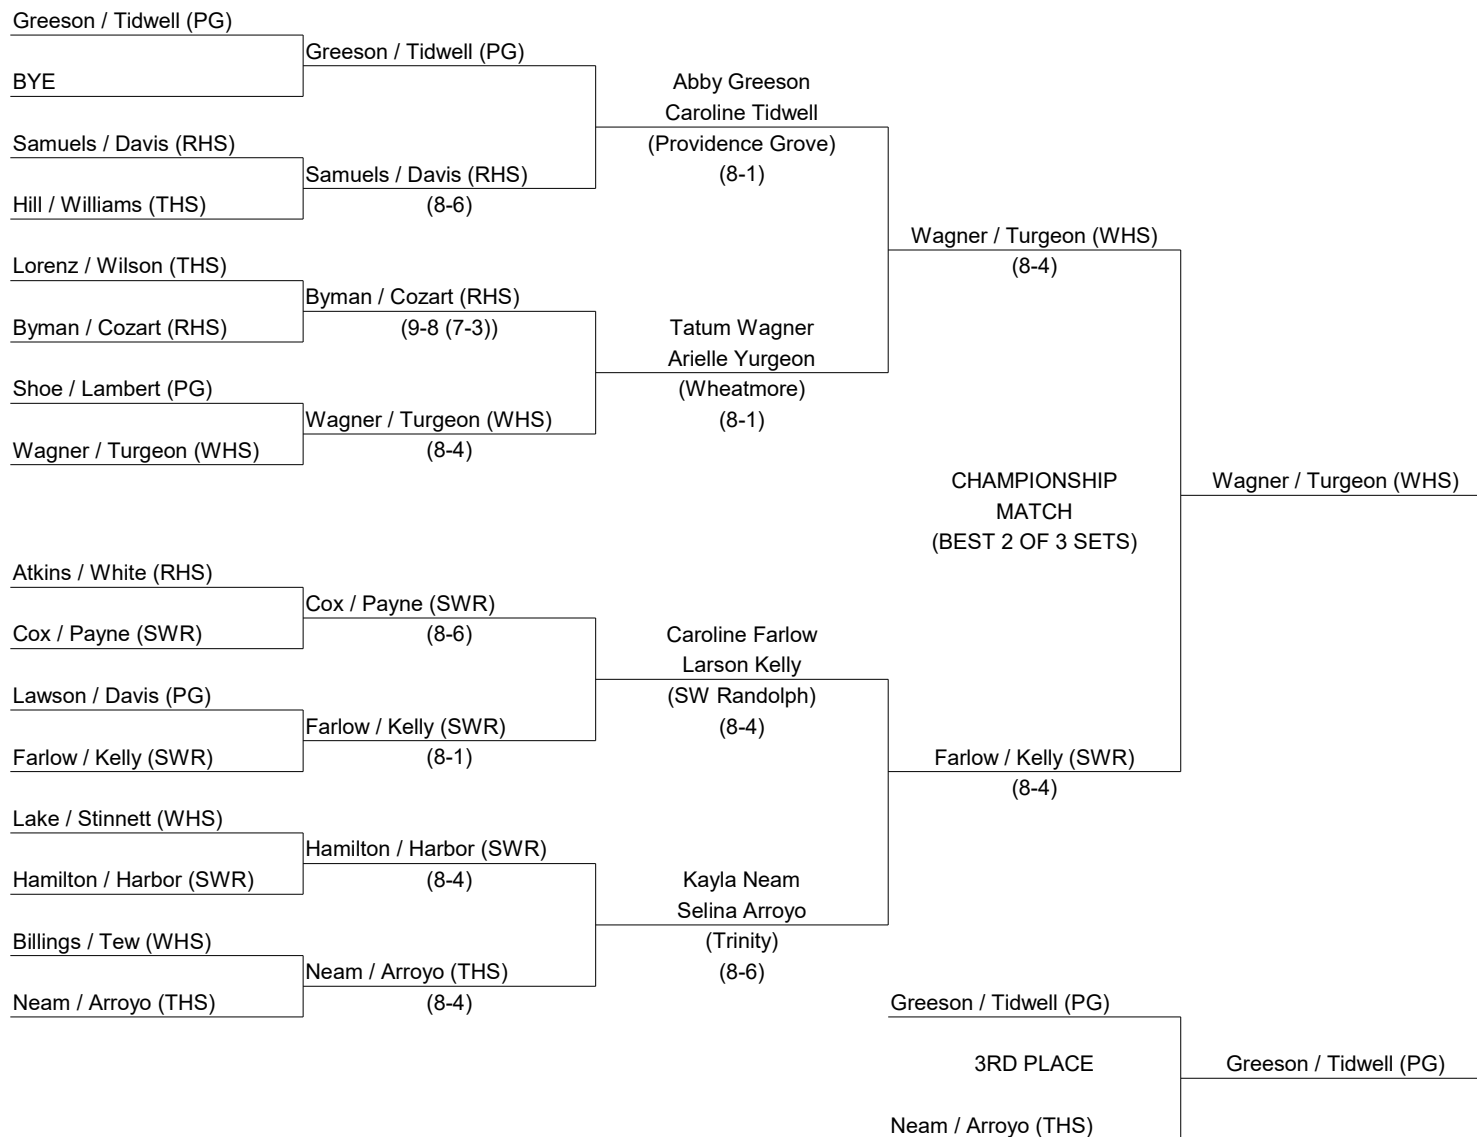 Greeson / Tidwell (PG)
BYE
Samuels / Davis (RHS)
Hill / Williams (THS)
Lorenz / Wilson (THS)
Byman / Cozart (RHS)
Shoe / Lambert (PG)
Wagner / Turgeon (WHS)
Atkins / White (RHS)
Cox / Payne (SWR)
Lawson / Davis (PG)
Farlow / Kelly (SWR)
Lake / Stinnett (WHS)
Hamilton / Harbor (SWR)
Billings / Tew (WHS)
Neam / Arroyo (THS)
Greeson / Tidwell (PG)
Samuels / Davis (RHS)
(8-6)
Byman / Cozart (RHS)
(9-8 (7-3))
Wagner / Turgeon (WHS)
(8-4)
Cox / Payne (SWR)
(8-6)
Farlow / Kelly (SWR)
(8-1)
Hamilton / Harbor (SWR)
(8-4)
Neam / Arroyo (THS)
(8-4)
Abby Greeson
Caroline Tidwell
(Providence Grove)
(8-1)
Tatum Wagner
Arielle Yurgeon
(Wheatmore)
(8-1)
Caroline Farlow
Larson Kelly
(SW Randolph)
(8-4)
Kayla Neam
Selina Arroyo
(Trinity)
(8-6)
Wagner / Turgeon (WHS)
(8-4)
CHAMPIONSHIP
MATCH
(BEST 2 OF 3 SETS)
Farlow / Kelly (SWR)
(8-4)
Wagner / Turgeon (WHS)
Greeson / Tidwell (PG)
3RD PLACE
Neam / Arroyo (THS)
Greeson / Tidwell (PG)